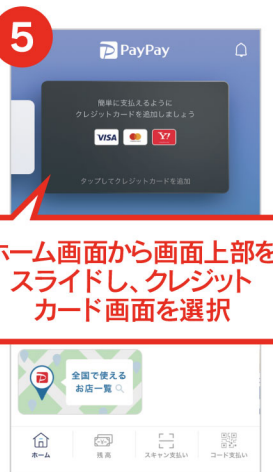 5
PayPay
簡単に支払えるように
クレジットカードを追加しましょう
VISA
Y!
タップしてクレジットカードを追加
ホーム画面から画面上部を
スライドし、クレジット
カード画面を選択
全国で使える
お店一覧
ホーム
残高
スキャン支払い
コード支払い